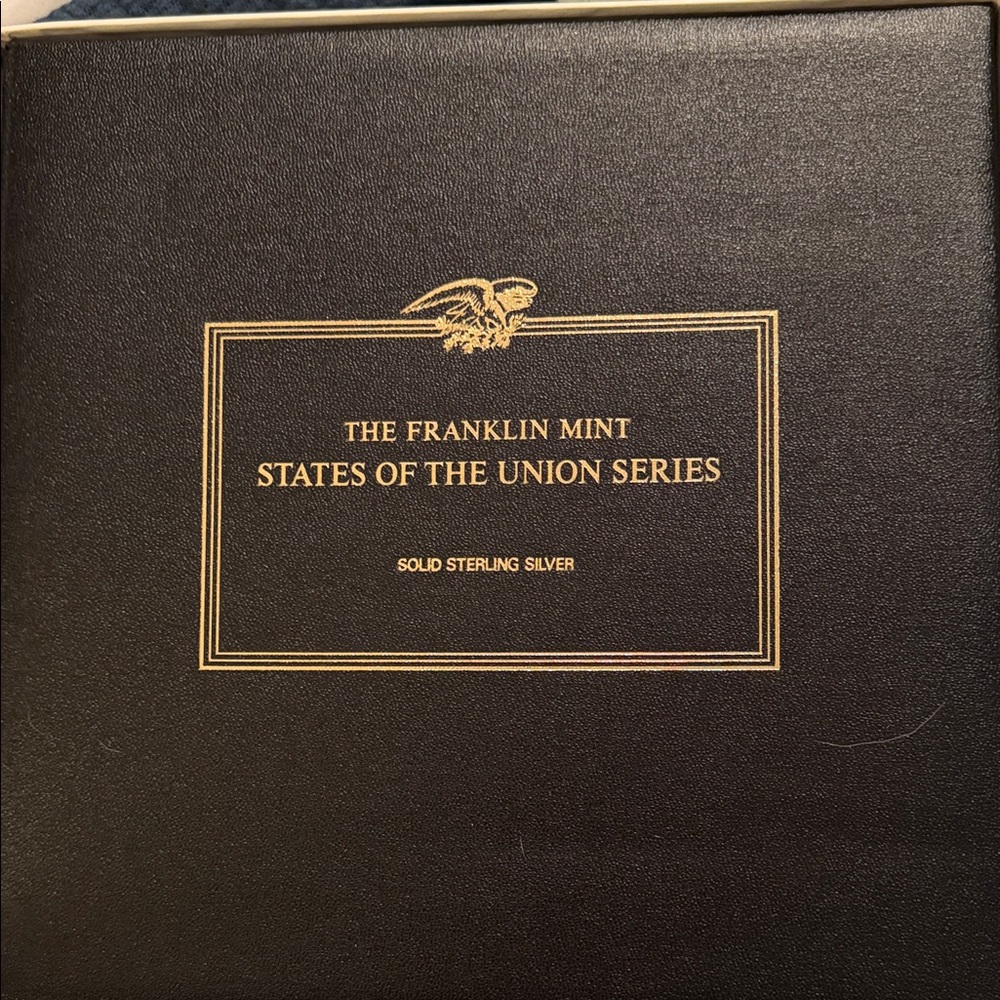 THE FRANKLIN MINT
STATES OF THE UNION SERIES
SOLID STERLING SILVER